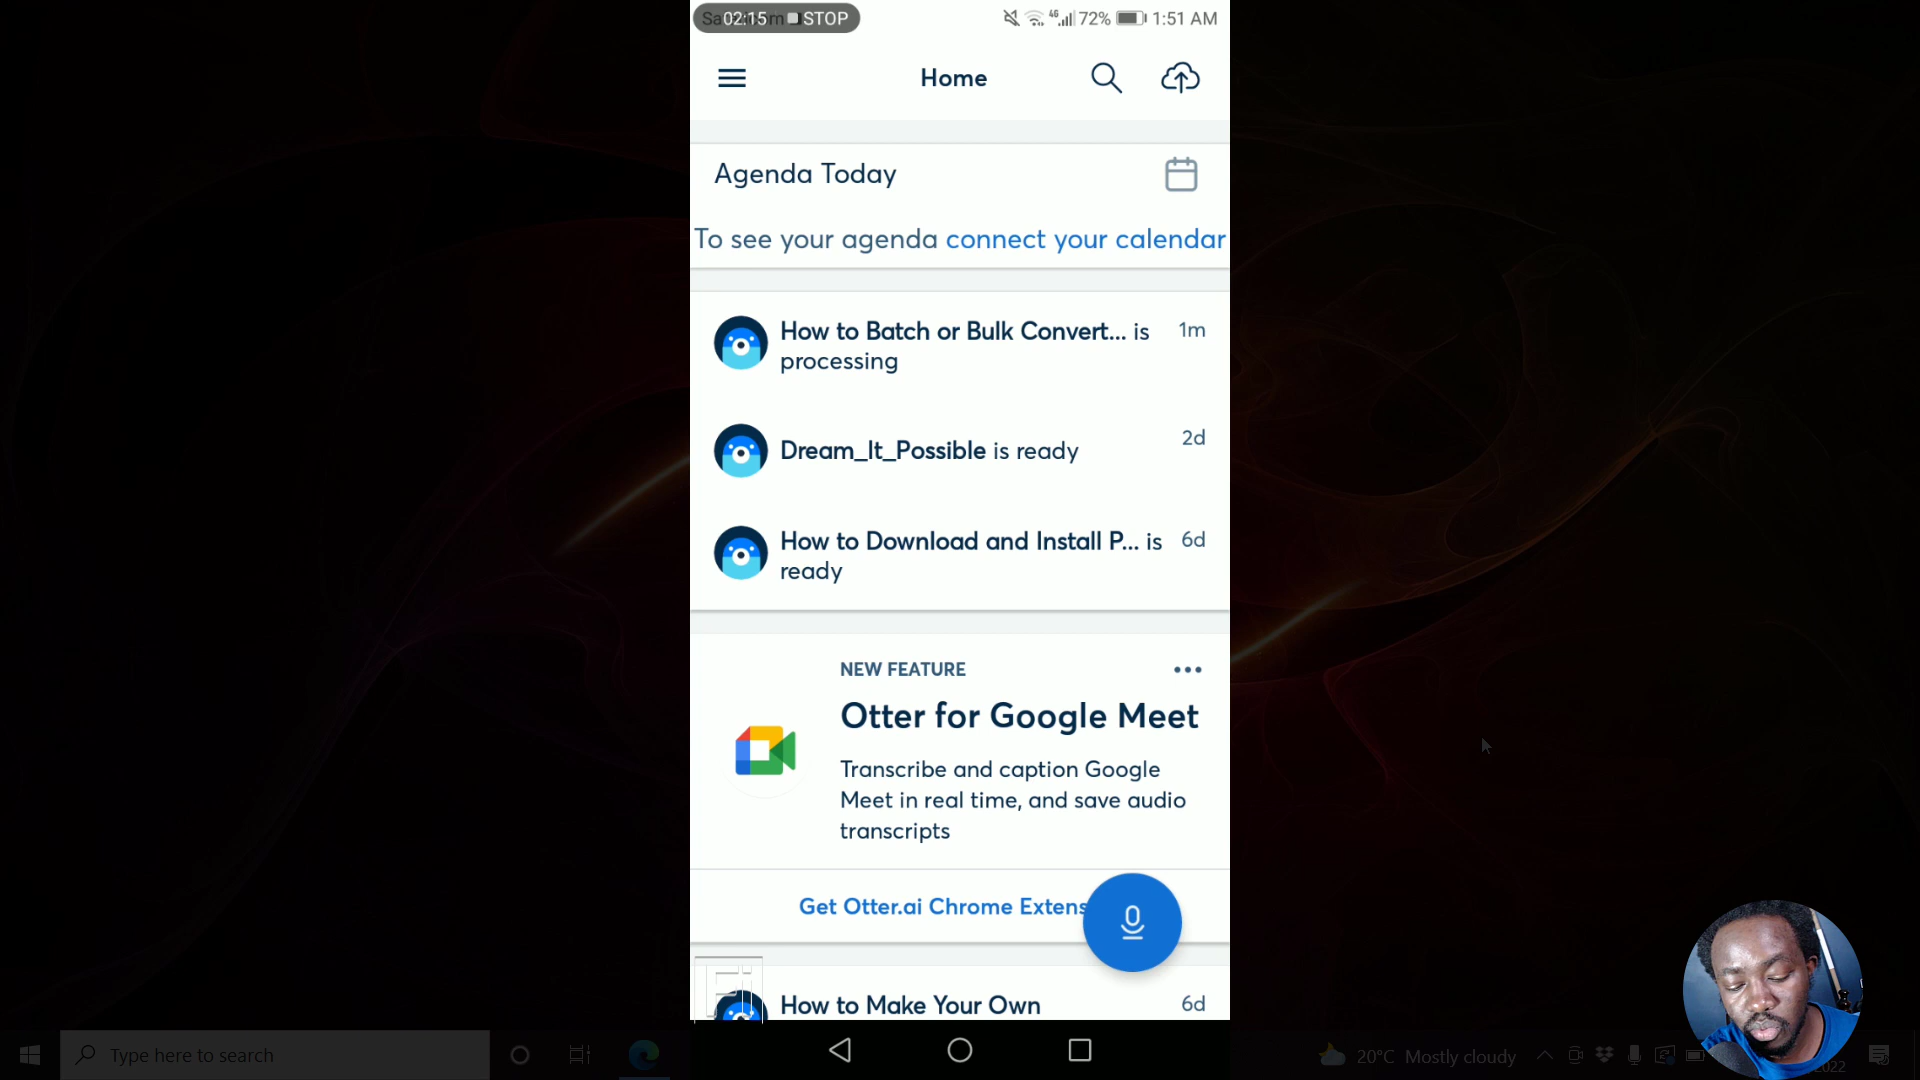 02:15 STOP
4G 72% 1:51 AM
Home
Agenda Today
To see your agenda connect your calendar
How to Batch or Bulk Convert... is 1m
processing
Dream_It_Possible is ready 2d
How to Download and Install P... is 6d
ready
NEW FEATURE
Otter for Google Meet
Transcribe and caption Google
Meet in real time, and save audio
transcripts
Get Otter.ai Chrome Extens
How to Make Your Own 6d
Type here to search
20°C Mostly cloudy
2022